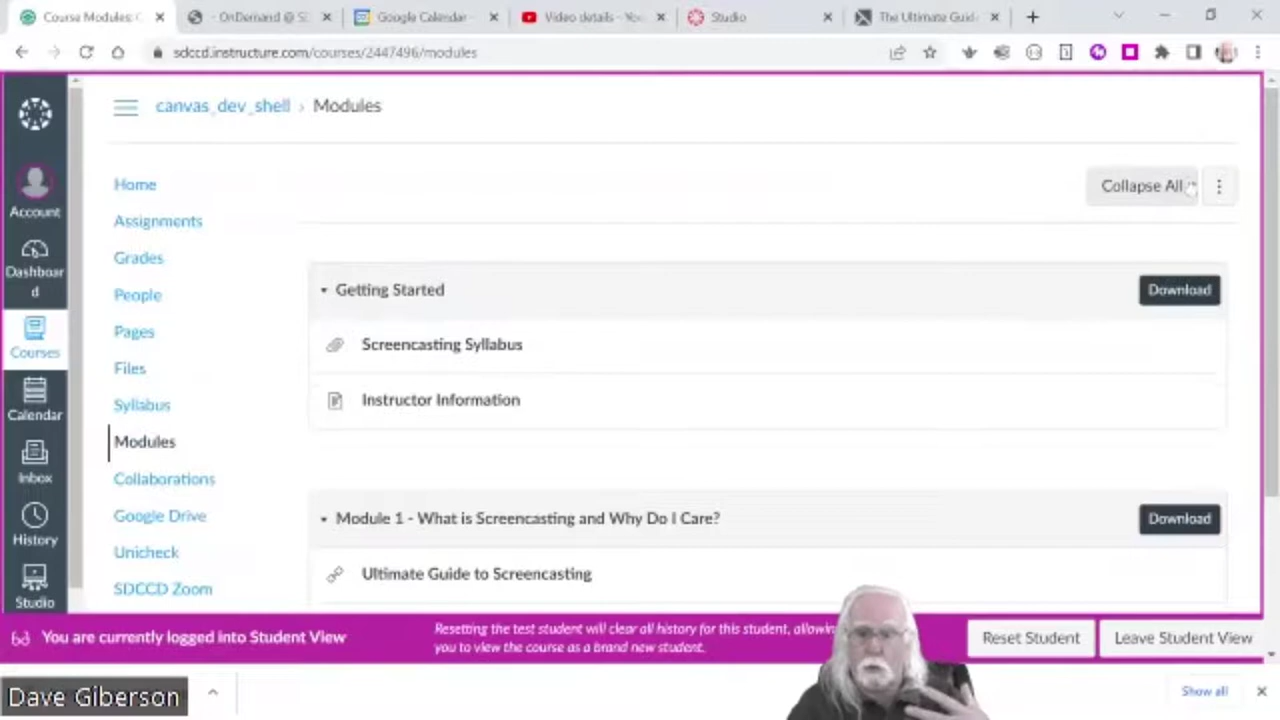 Course Modules: C
- OnDemand @ S
Google Calendar -
Video details - You
Studio
The Ultimate Guid
sdccd.instructure.com/courses/2447496/modules
canvas_dev_shell › Modules
Collapse All
Account
Dashboar
d
Courses
Calendar
Inbox
History
Studio
Home
Assignments
Grades
People
Pages
Files
Syllabus
Modules
Collaborations
Google Drive
Unicheck
SDCCD Zoom
Getting Started
Download
Screencasting Syllabus
Instructor Information
Module 1 - What is Screencasting and Why Do I Care?
Download
Ultimate Guide to Screencasting
You are currently logged into Student View
Resetting the test student will clear all history for this student, allowin
you to view the course as a brand new student.
Reset Student
Leave Student View
Dave Giberson
Show all